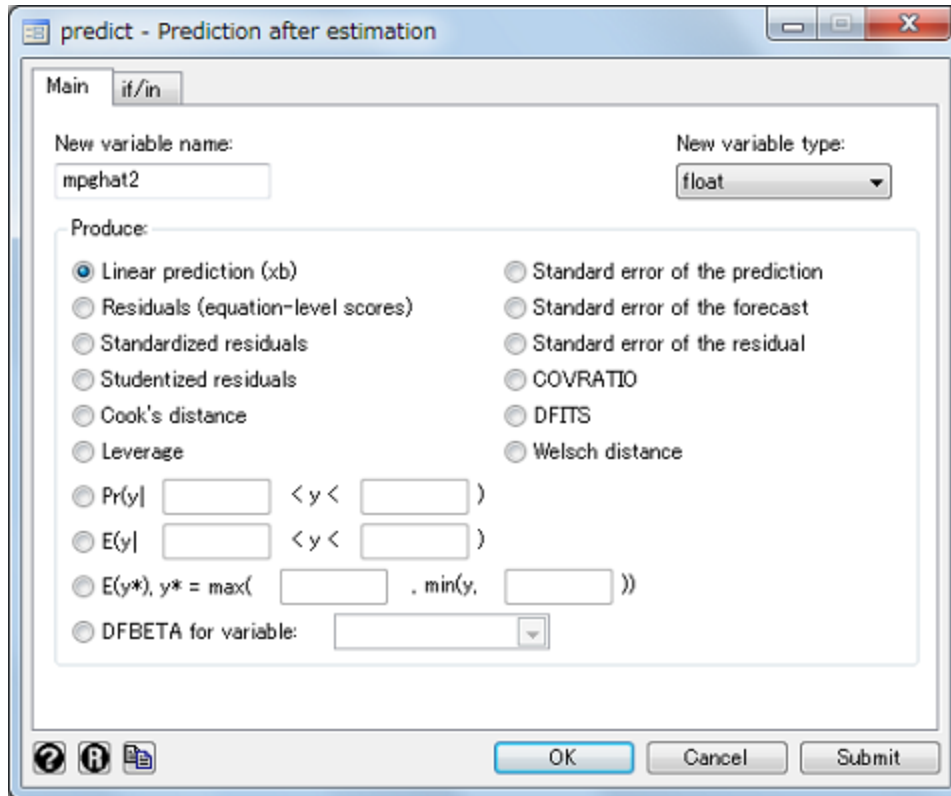 predict - Prediction after estimation
Main if/in
New variable name: New variable type:
mpghat2 float
Produce:
Linear prediction (xb) Standard error of the prediction
Residuals (equation-level scores) Standard error of the forecast
Standardized residuals Standard error of the residual
Studentized residuals COVRATIO
Cook's distance DFITS
Leverage Welsch distance
Pr(y| < y < )
E(y| < y < )
E(y*), y* = max( , min(y, ))
DFBETA for variable:
? R OK Cancel Submit